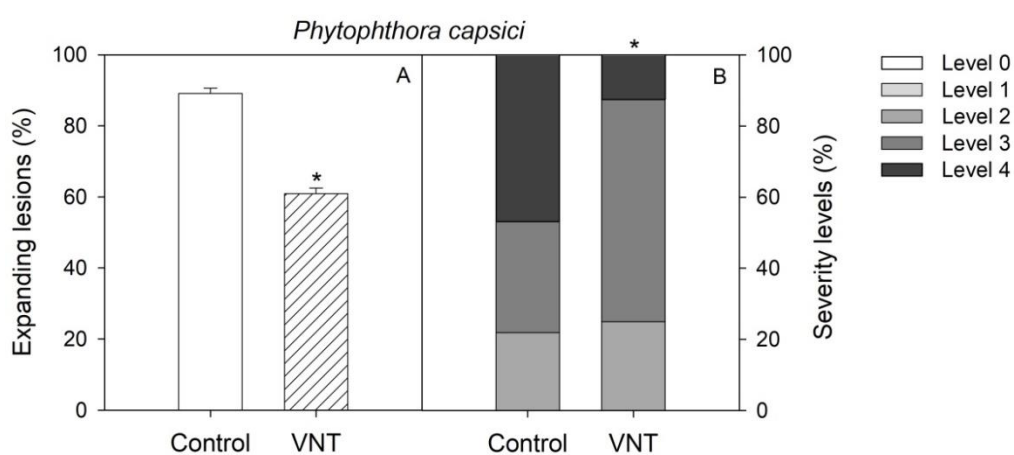 Phytophthora capsici
Expanding lesions (%)
100
80
60
40
20
0
A
*
Control
VNT
B
*
Control
VNT
100
80
60
40
20
0
Severity levels (%)
Level 0
Level 1
Level 2
Level 3
Level 4